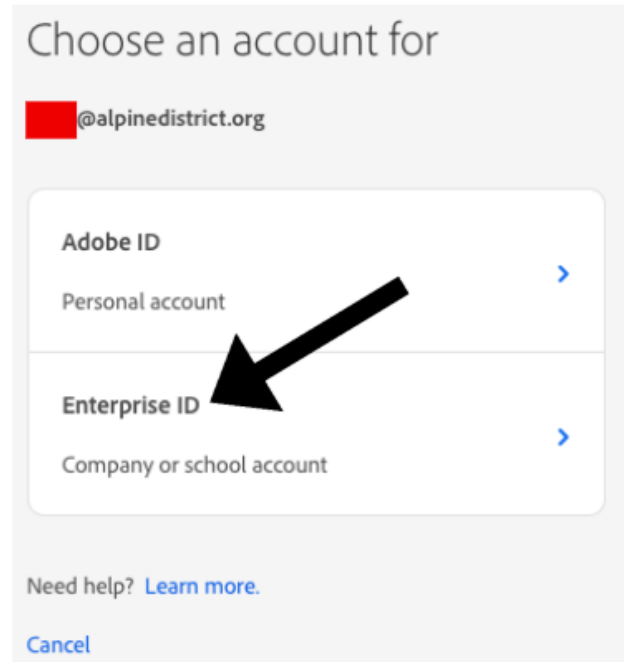 Choose an account for
@alpinedistrict.org
Adobe ID
Personal account
Enterprise ID
Company or school account
Need help? Learn more.
Cancel